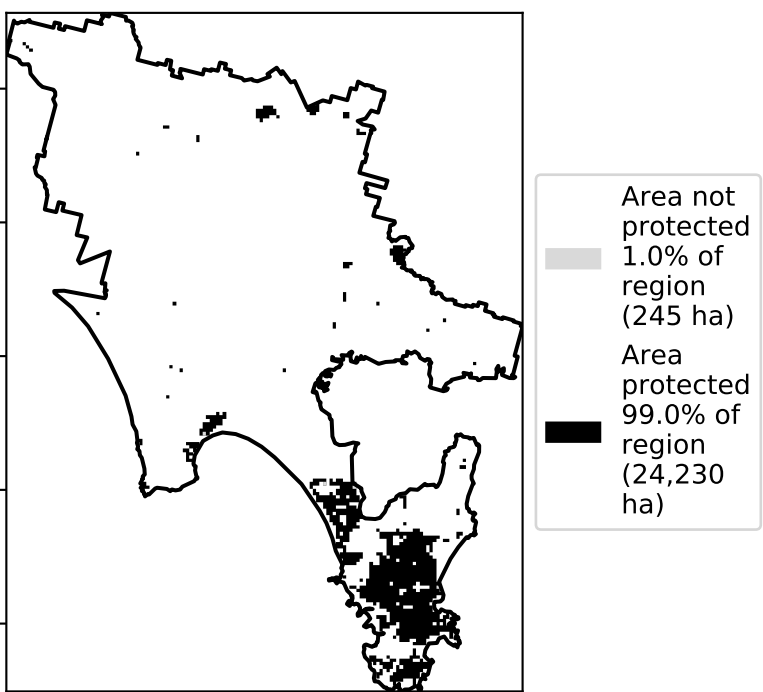 Area not
protected
1.0% of
region
(245 ha)
Area
protected
99.0% of
region
(24,230
ha)